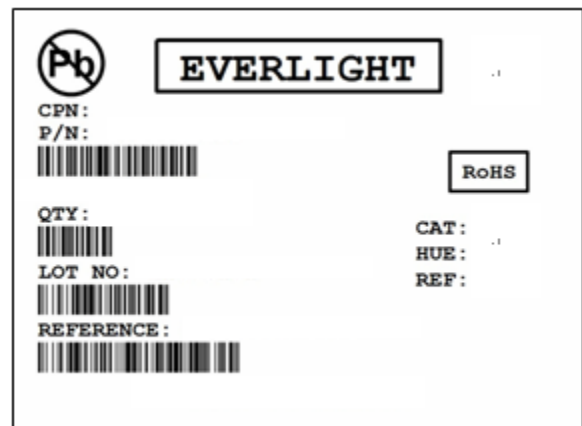 Pb
EVERLIGHT
CPN:
P/N:
RoHS
QTY:
CAT:
HUE:
LOT NO:
REF:
REFERENCE: